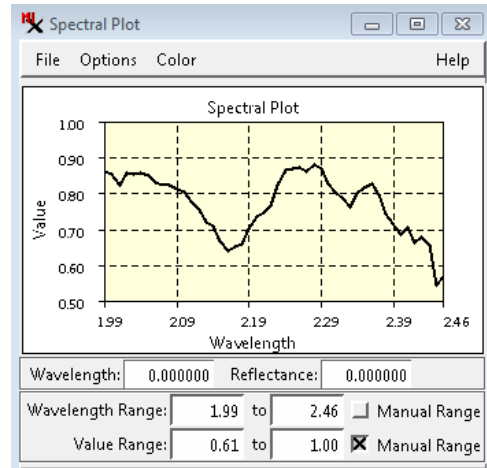 Spectral Plot
File Options Color Help
Spectral Plot
1.00
0.90
0.80
0.70
0.60
0.50
Value
1.99 2.09 2.19 2.29 2.39 2.46
Wavelength
Wavelength: 0.000000 Reflectance: 0.000000
Wavelength Range: 1.99 to 2.46 Manual Range
Value Range: 0.61 to 1.00 Manual Range